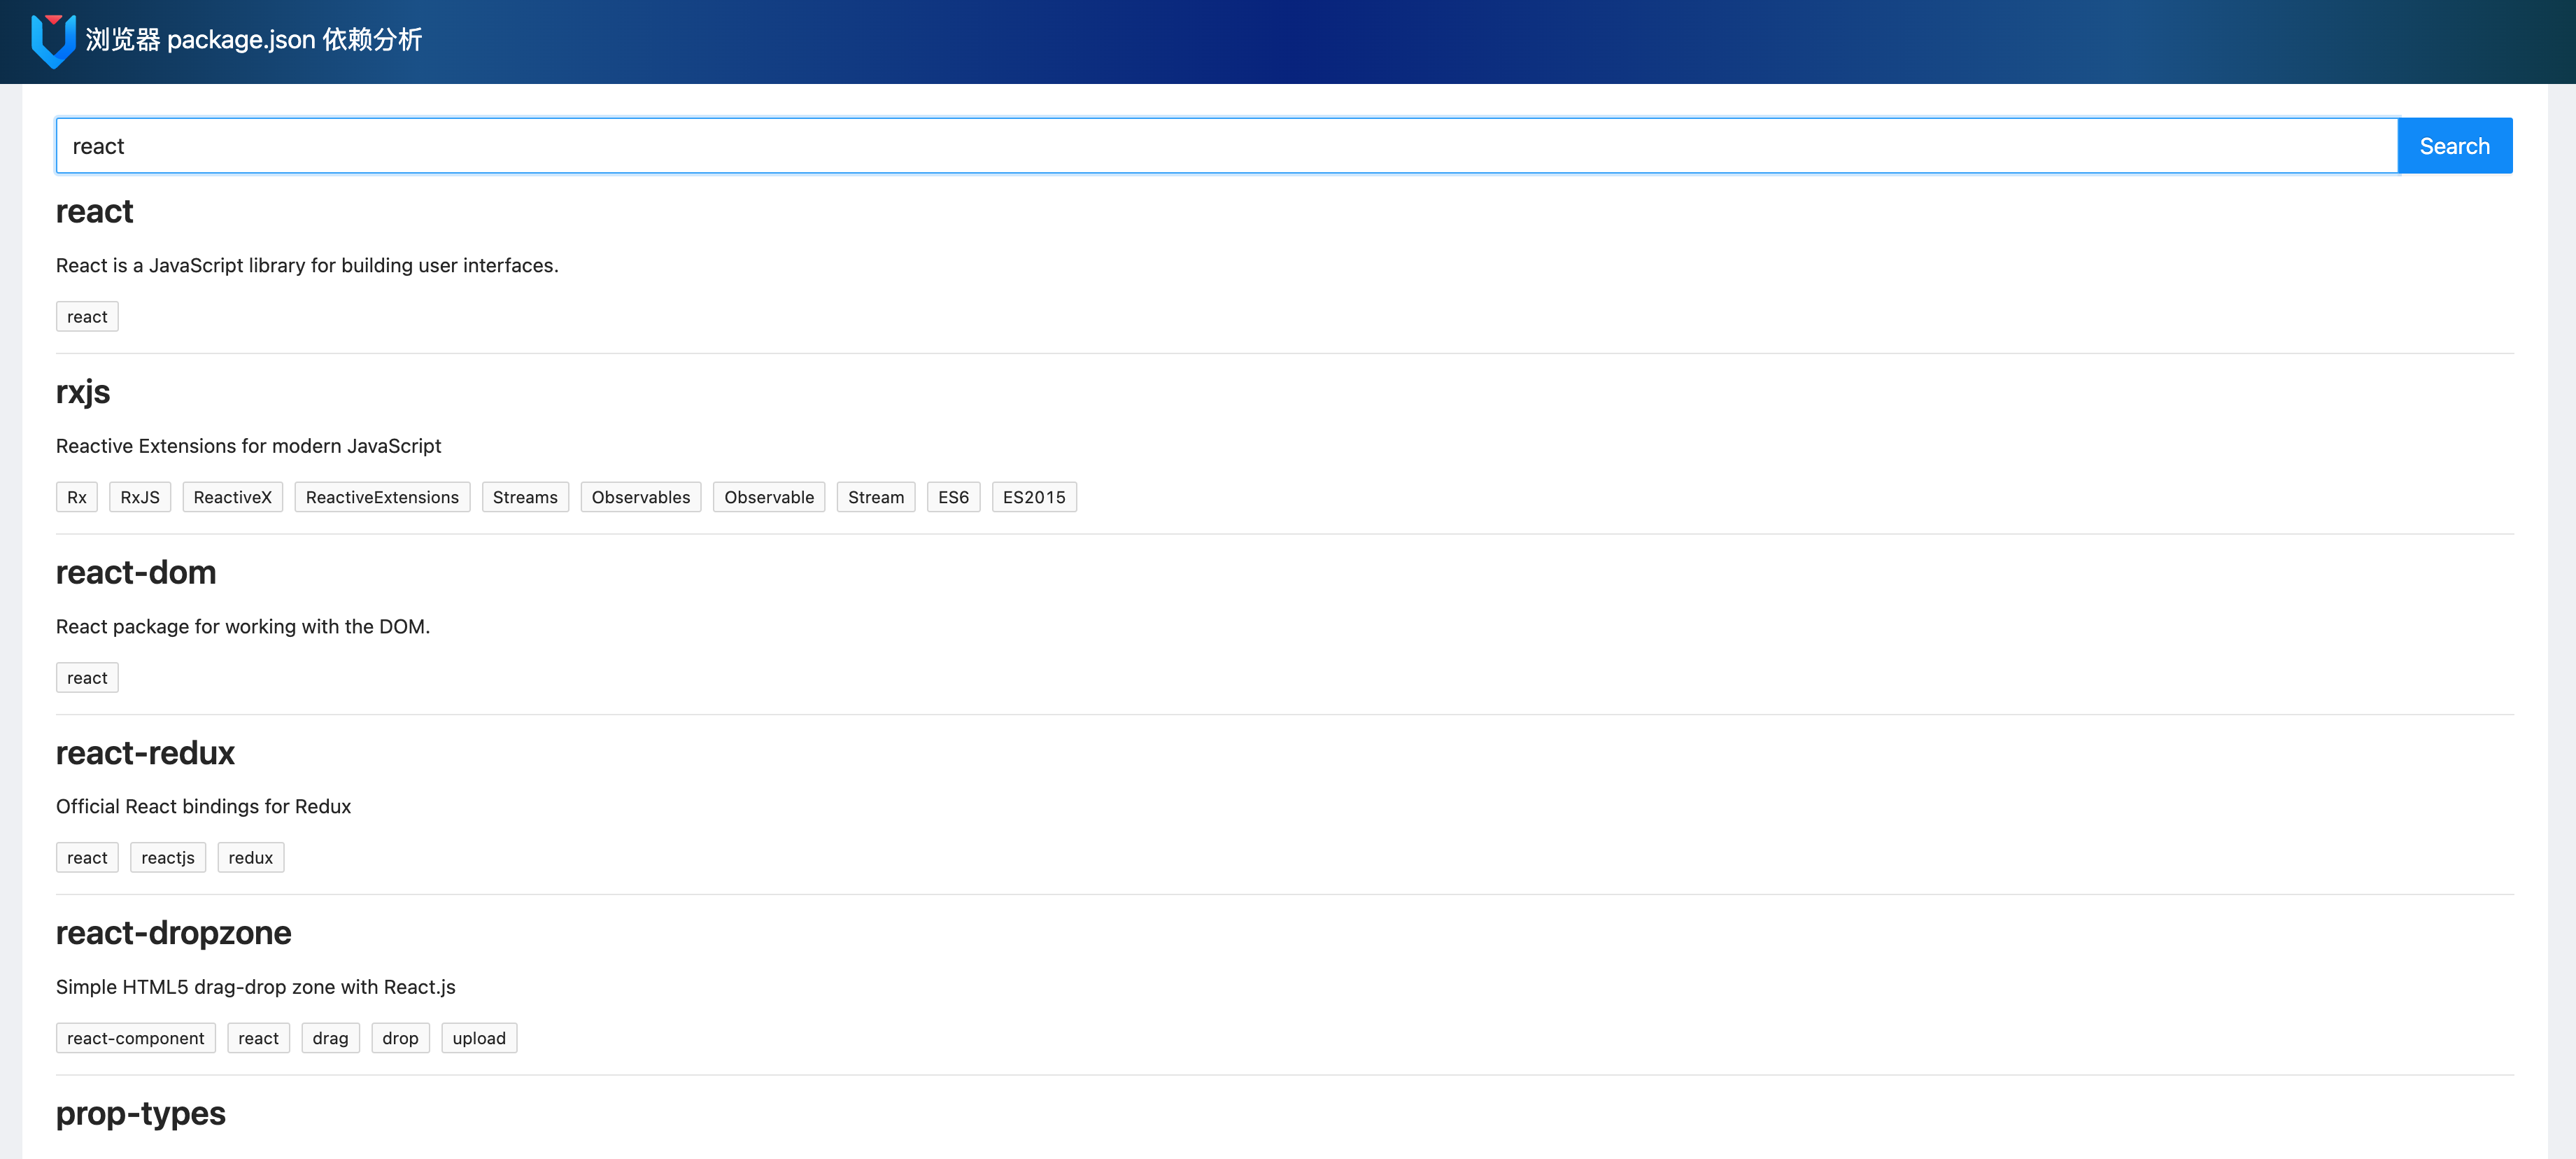 浏览器 package.json 依赖分析
react
Search
react
React is a JavaScript library for building user interfaces.
react
rxjs
Reactive Extensions for modern JavaScript
Rx RxJS ReactiveX ReactiveExtensions Streams Observables Observable Stream ES6 ES2015
react-dom
React package for working with the DOM.
react
react-redux
Official React bindings for Redux
react reactjs redux
react-dropzone
Simple HTML5 drag-drop zone with React.js
react-component react drag drop upload
prop-types